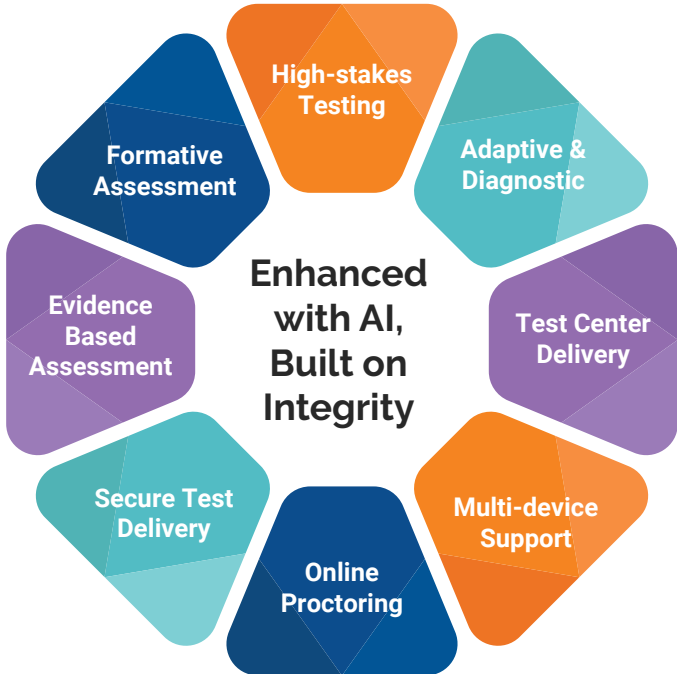 High-stakes
Testing
Adaptive &
Diagnostic
Test Center
Delivery
Multi-device
Support
Online
Proctoring
Secure Test
Delivery
Evidence
Based
Assessment
Formative
Assessment
Enhanced
with AI,
Built on
Integrity